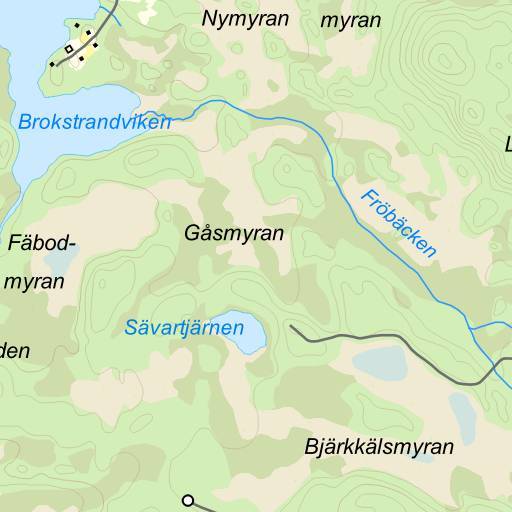 Nymyran
myran
Brokstrandviken
Fröbäcken
Fäbod-
myran
Gåsmyran
Sävartjärnen
den
Bjärkkälsmyran